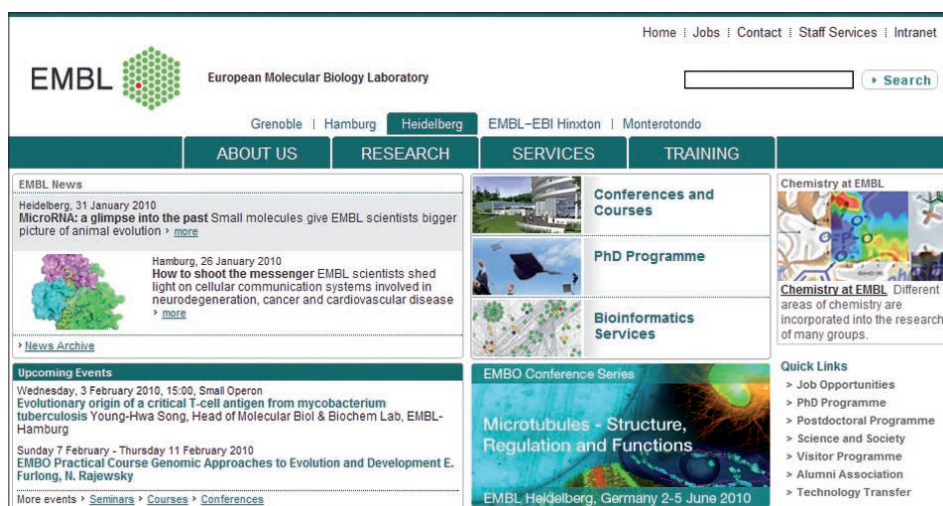 Home | Jobs | Contact | Staff Services | Intranet
EMBL
European Molecular Biology Laboratory
Search
Grenoble | Hamburg Heidelberg EMBL-EBI Hinxton | Monterotondo
ABOUT US RESEARCH SERVICES TRAINING
EMBL News
Heidelberg, 31 January 2010
MicroRNA: a glimpse into the past Small molecules give EMBL scientists bigger
picture of animal evolution › more
Hamburg, 26 January 2010
How to shoot the messenger EMBL scientists shed
light on cellular communication systems involved in
neurodegeneration, cancer and cardiovascular disease
› more
› News Archive
Conferences and
Courses
PhD Programme
Bioinformatics
Services
Chemistry at EMBL
Chemistry at EMBL Different
areas of chemistry are
incorporated into the research
of many groups.
Upcoming Events
Wednesday, 3 February 2010, 15:00, Small Operon
Evolutionary origin of a critical T-cell antigen from mycobacterium
tuberculosis Young-Hwa Song, Head of Molecular Biol & Biochem Lab, EMBL-
Hamburg
Sunday 7 February - Thursday 11 February 2010
EMBO Practical Course Genomic Approaches to Evolution and Development E.
Furlong, N. Rajewsky
More events › Seminars › Courses › Conferences
EMBO Conference Series
Microtubules - Structure,
Regulation and Functions
EMBL Heidelberg, Germany 2-5 June 2010
Quick Links
> Job Opportunities
> PhD Programme
> Postdoctoral Programme
> Science and Society
> Visitor Programme
> Alumni Association
> Technology Transfer